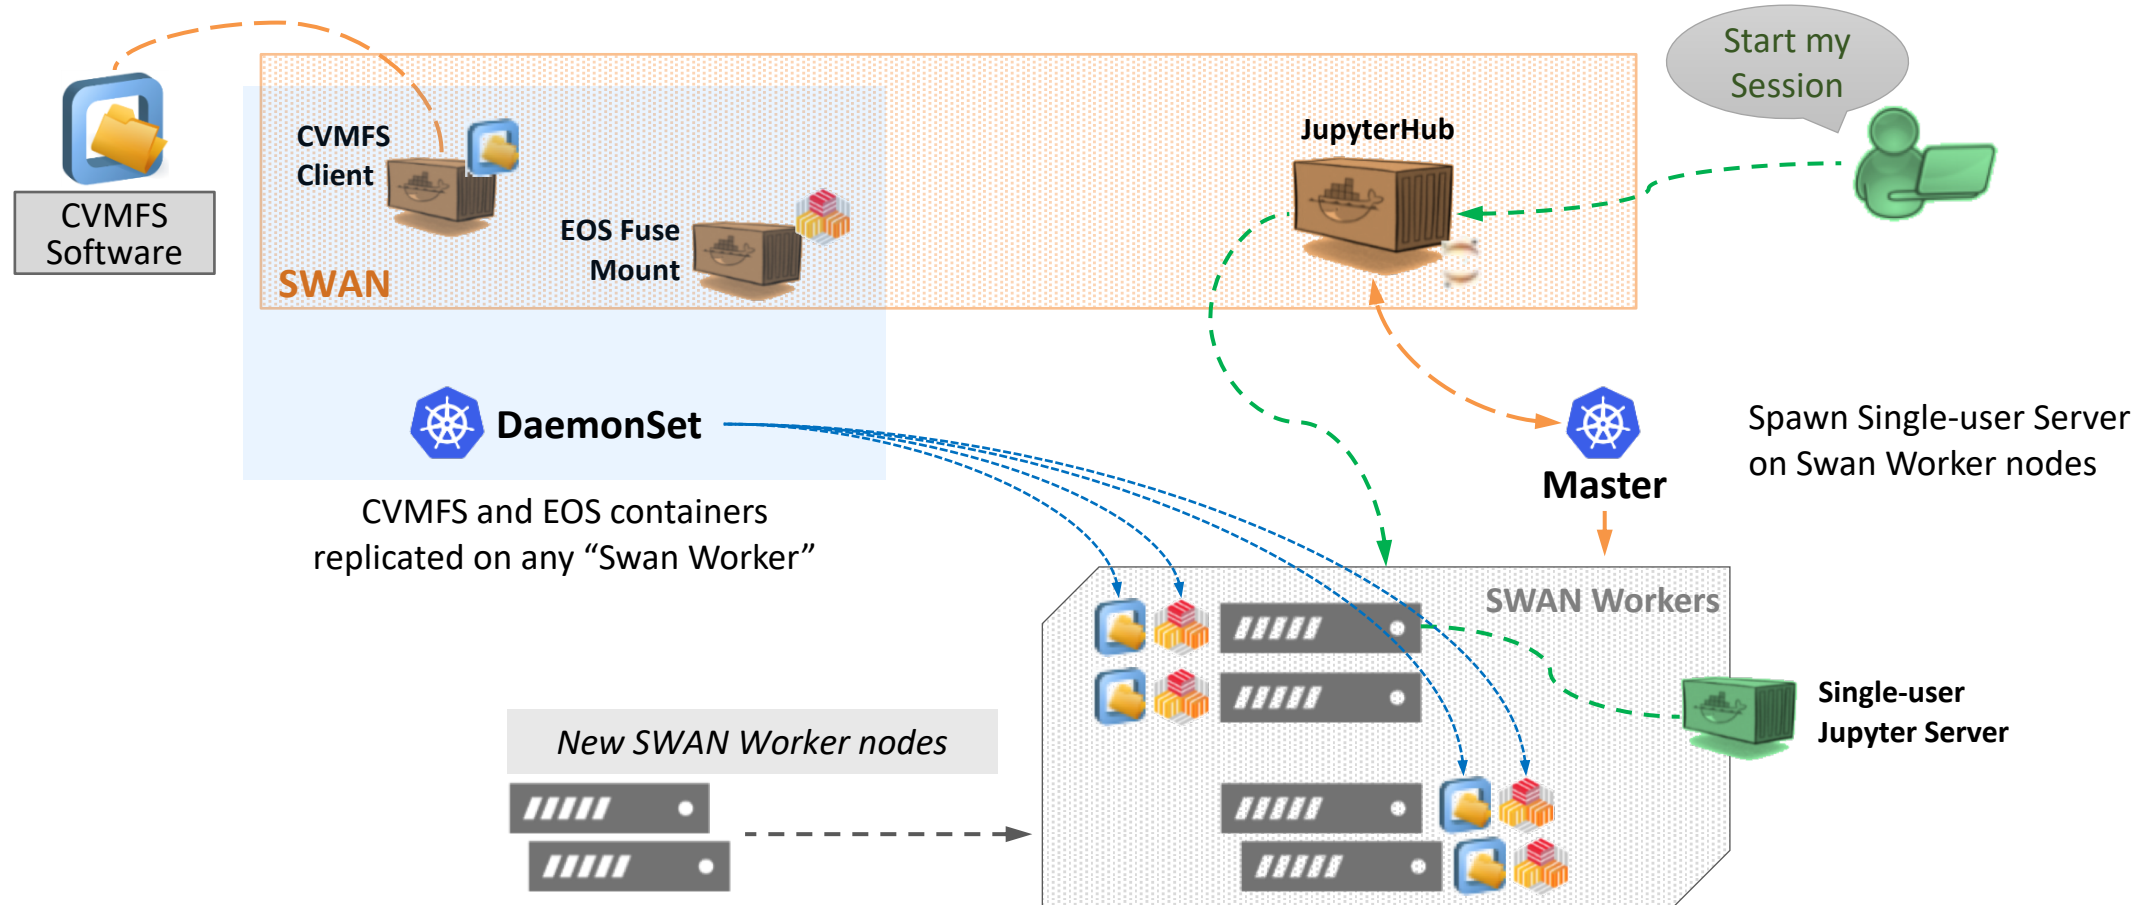 Start my
Session
CVMFS
Client
JupyterHub
CVMFS
Software
EOS Fuse
Mount
SWAN
DaemonSet
Master
Spawn Single-user Server
on Swan Worker nodes
CVMFS and EOS containers
replicated on any “Swan Worker”
SWAN Workers
Single-user
Jupyter Server
New SWAN Worker nodes